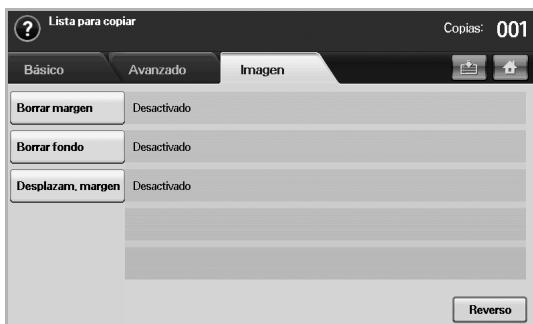 ? Lista para copiar
Copias: 001
Básico Avanzado Imagen
Borrar margen Desactivado
Borrar fondo Desactivado
Desplazam. margen Desactivado
Reverso